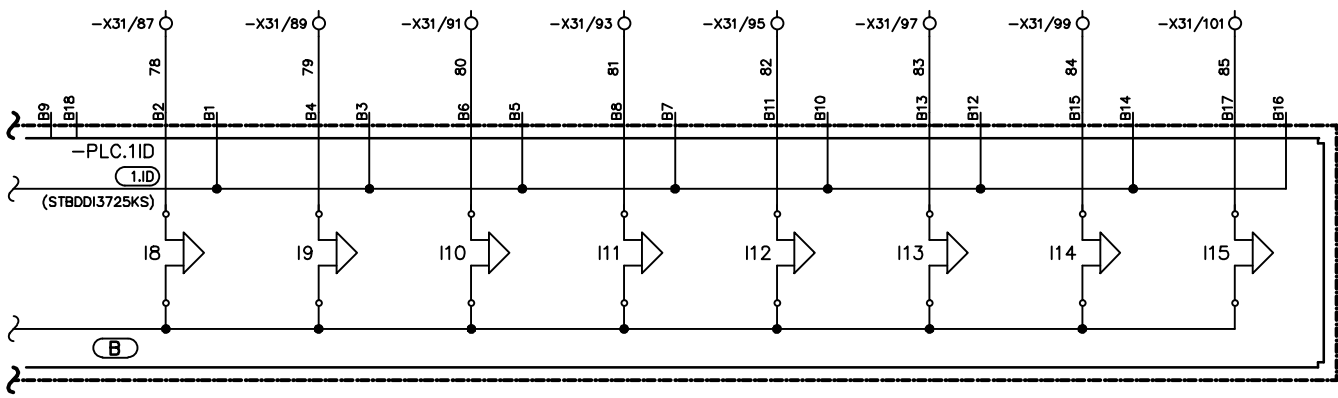 -X31/87 -X31/89 -X31/91 -X31/93 -X31/95 -X31/97 -X31/99 -X31/101
78 79 80 81 82 83 84 85
B9 B18 B2 B1 B4 B3 B6 B5 B8 B7 B11 B10 B13 B12 B15 B14 B17 B16
-PLC.1ID
1.ID
(STBDDI3725KS)
I8 I9 I10 I11 I12 I13 I14 I15
B